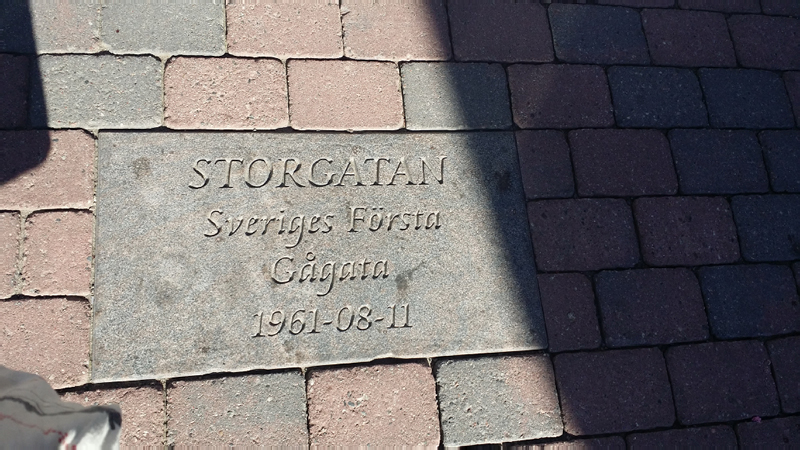 STORGATAN
Sveriges Första
Gågata
1961-08-11